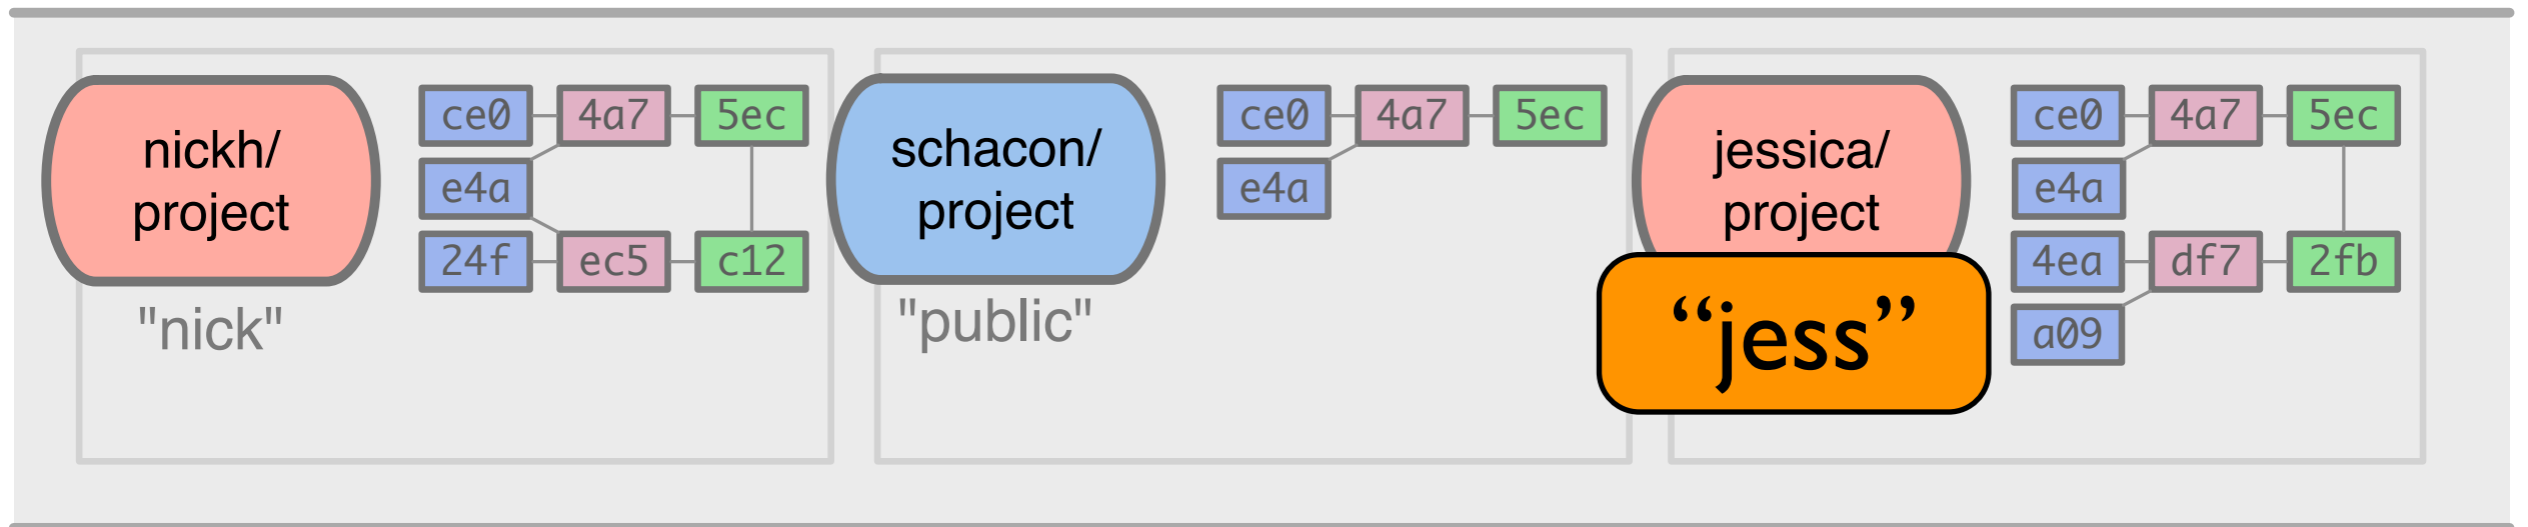 nickh/
project
"nick"
ce0 4a7 5ec
e4a
24f ec5 c12
schacon/
project
"public"
ce0 4a7 5ec
e4a
jessica/
project
“jess”
ce0 4a7 5ec
e4a
4ea df7 2fb
a09